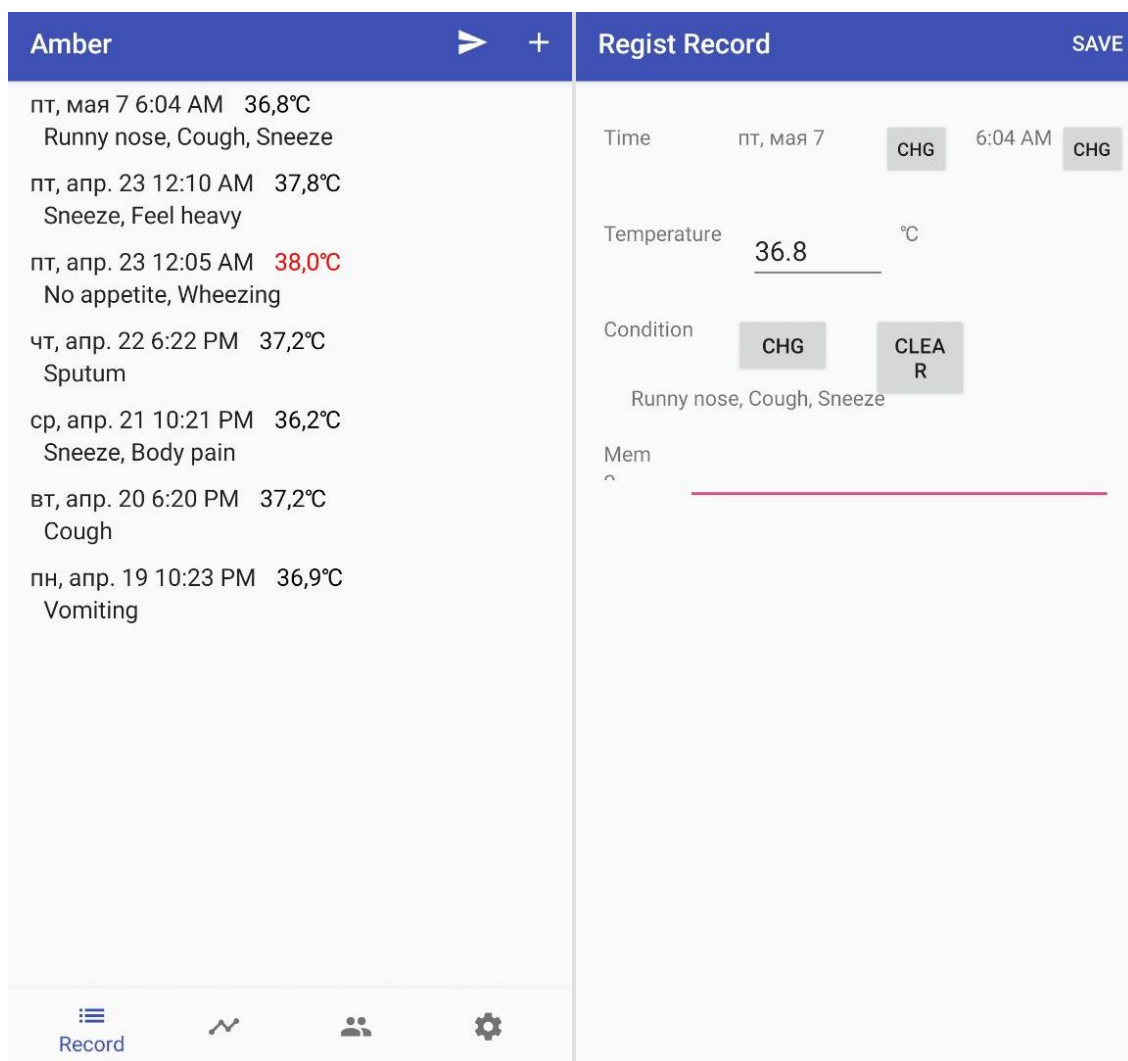 Amber
пт, мая 7 6:04 AM 36,8℃
Runny nose, Cough, Sneeze
пт, апр. 23 12:10 AM 37,8℃
Sneeze, Feel heavy
пт, апр. 23 12:05 AM 38,0℃
No appetite, Wheezing
чт, апр. 22 6:22 PM 37,2℃
Sputum
ср, апр. 21 10:21 PM 36,2℃
Sneeze, Body pain
вт, апр. 20 6:20 PM 37,2℃
Cough
пн, апр. 19 10:23 PM 36,9℃
Vomiting
Record
Regist Record SAVE
Time пт, мая 7 CHG 6:04 AM CHG
Temperature 36.8 ℃
Condition CHG CLEA
R
Runny nose, Cough, Sneeze
Mem
o